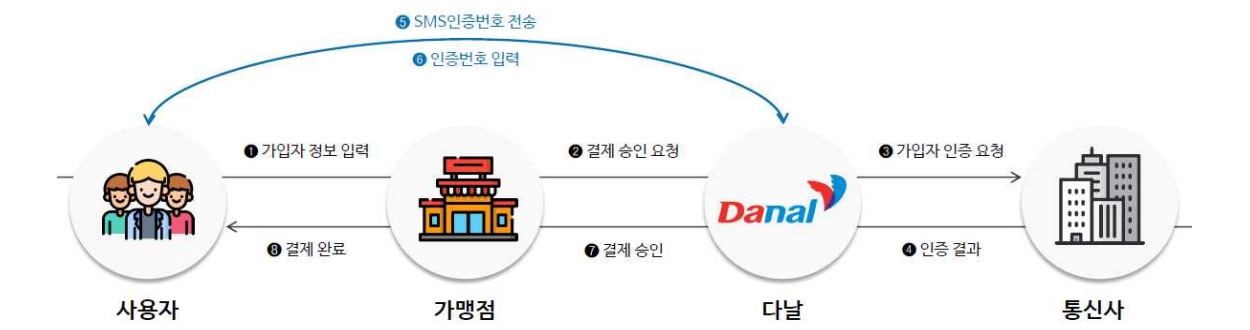 ❺ SMS인증번호 전송
❻ 인증번호 입력
❶ 가입자 정보 입력
❷ 결제 승인 요청
❸ 가입자 인증 요청
Danal
❽ 결제 완료
❼ 결제 승인
❹ 인증 결과
사용자
가맹점
다날
통신사